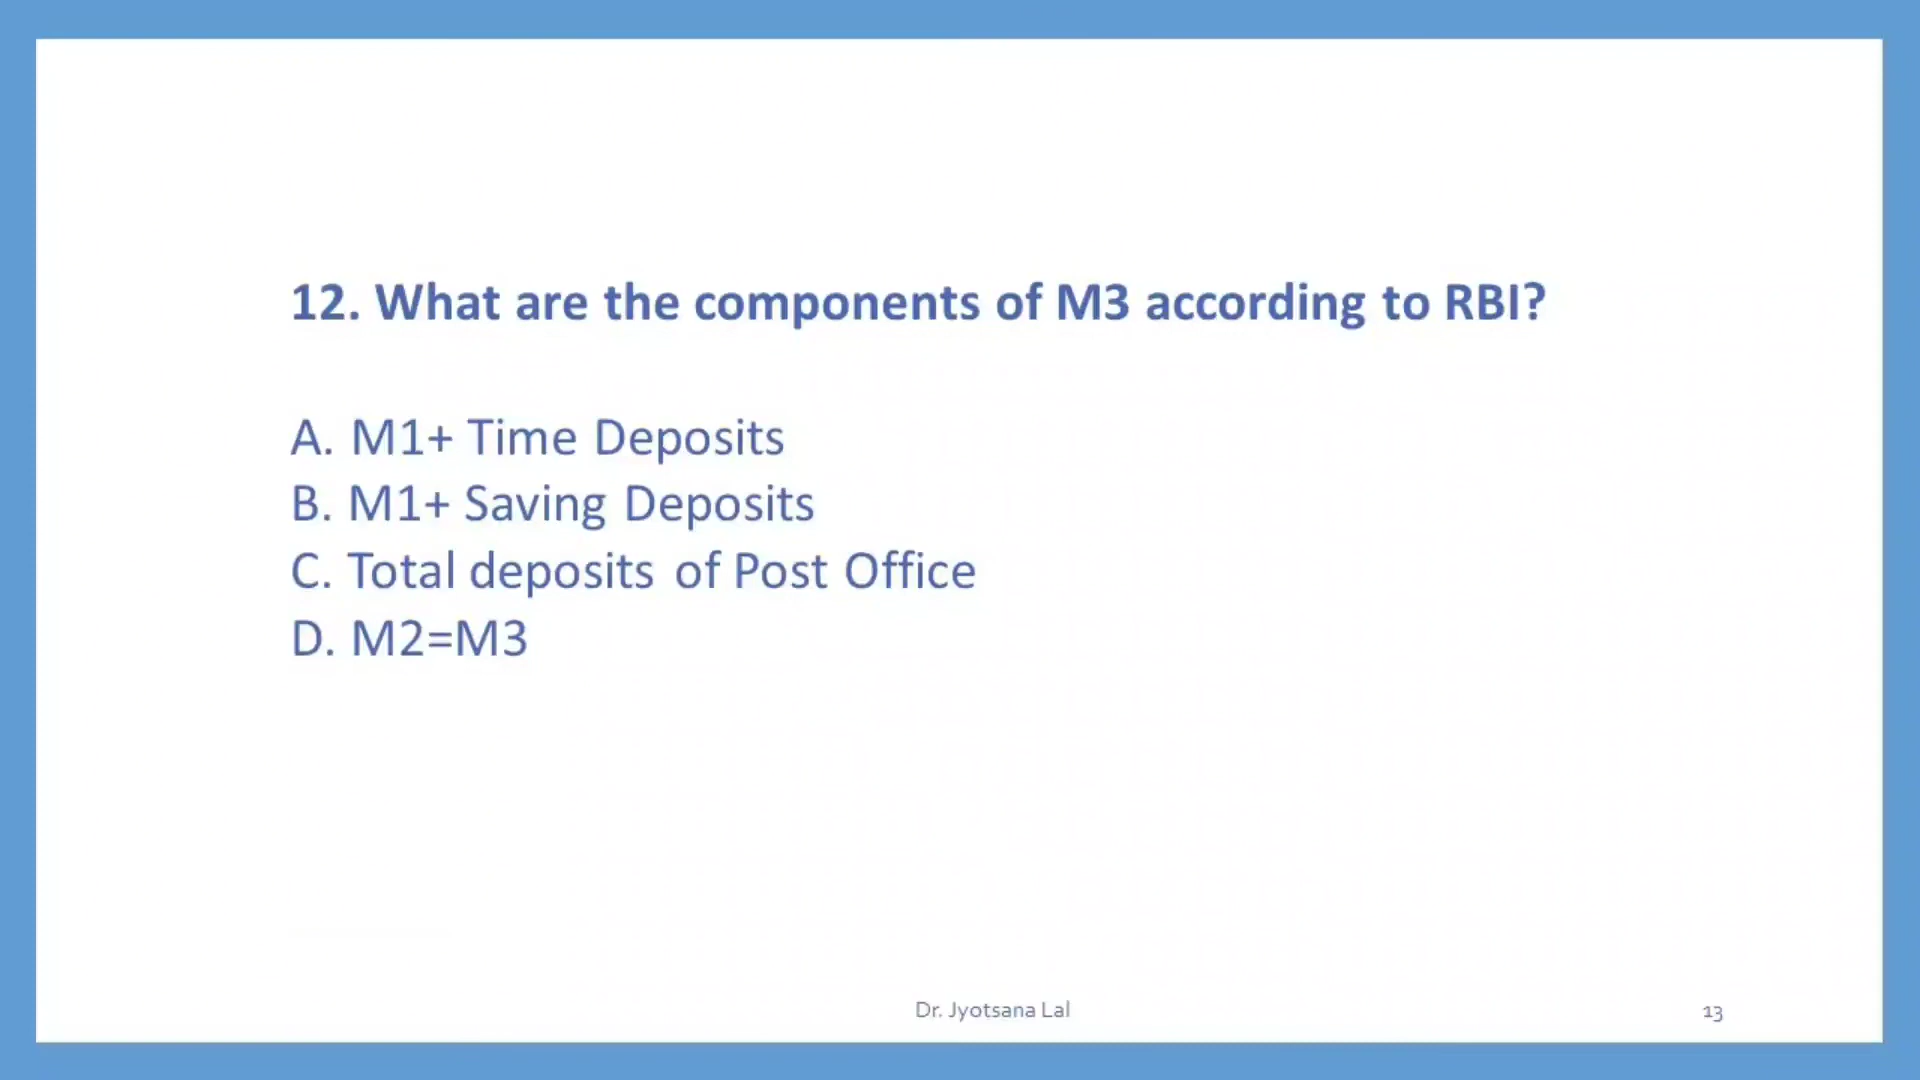 12. What are the components of M3 according to RBI?
A. M1+ Time Deposits
B. M1+ Saving Deposits
C. Total deposits of Post Office
D. M2=M3
Dr. Jyotsana Lal
13